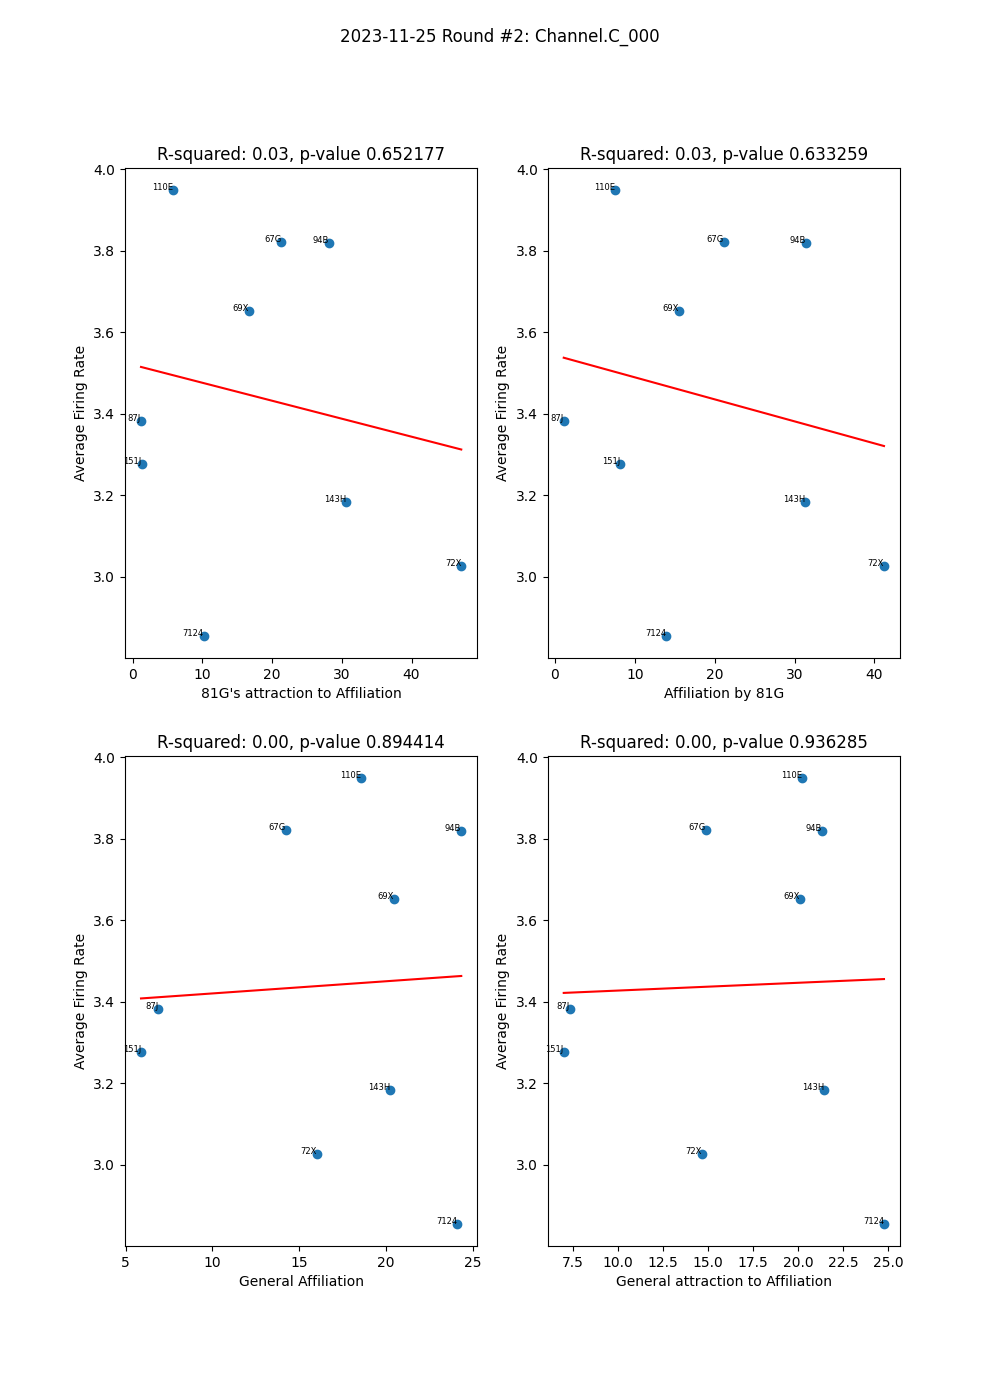 2023-11-25 Round #2: Channel.C_000
R-squared: 0.03, p-value 0.652177
4.0
3.8
3.6
3.4
3.2
3.0
Average Firing Rate
110E
67G
94B
69X
87J
151J
143H
72X
7124
0 10 20 30 40
81G's attraction to Affiliation
R-squared: 0.03, p-value 0.633259
4.0
3.8
3.6
3.4
3.2
3.0
Average Firing Rate
110E
67G
94B
69X
87J
151J
143H
72X
7124
0 10 20 30 40
Affiliation by 81G
R-squared: 0.00, p-value 0.894414
4.0
3.8
3.6
3.4
3.2
3.0
Average Firing Rate
110E
67G
94B
69X
87J
151J
143H
72X
7124
5 10 15 20 25
General Affiliation
R-squared: 0.00, p-value 0.936285
4.0
3.8
3.6
3.4
3.2
3.0
Average Firing Rate
110E
67G
94B
69X
87J
151J
143H
72X
7124
7.5 10.0 12.5 15.0 17.5 20.0 22.5 25.0
General attraction to Affiliation